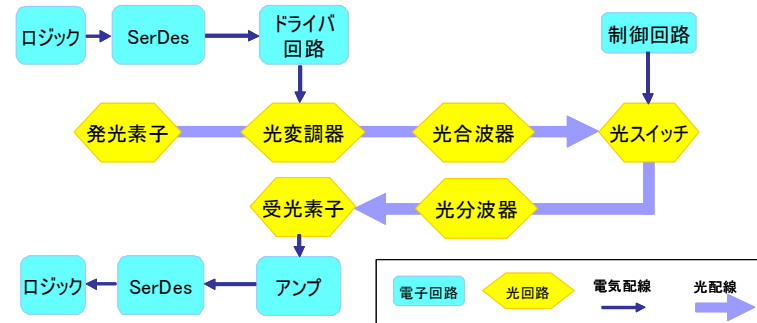 ロジック
SerDes
ドライバ
回路
制御回路
発光素子
光変調器
光合波器
光スイッチ
受光素子
光分波器
ロジック
SerDes
アンプ
電子回路
光回路
電気配線
光配線